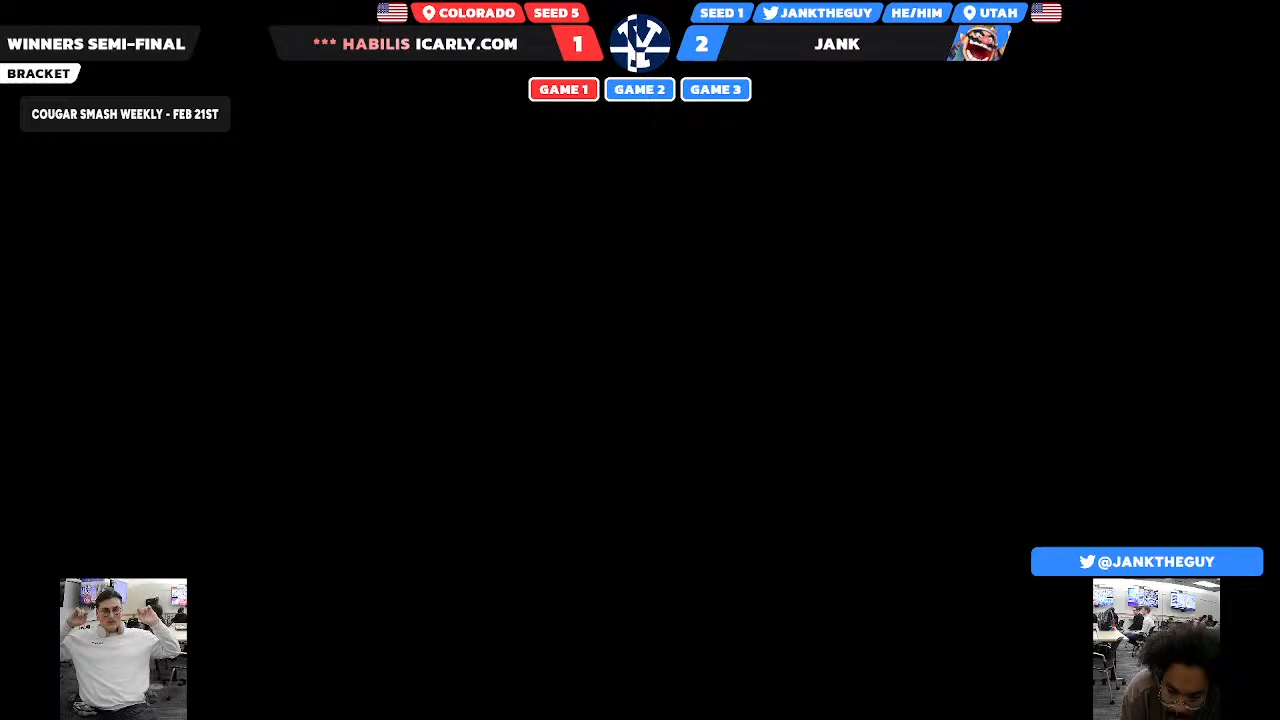 COLORADO SEED 5 SEED 1 JANKTHEGUY HE/HIM UTAH
WINNERS SEMI-FINAL *** HABILIS ICARLY.COM 1 2 JANK
BRACKET
GAME 1 GAME 2 GAME 3
COUGAR SMASH WEEKLY - FEB 21ST
@JANKTHEGUY